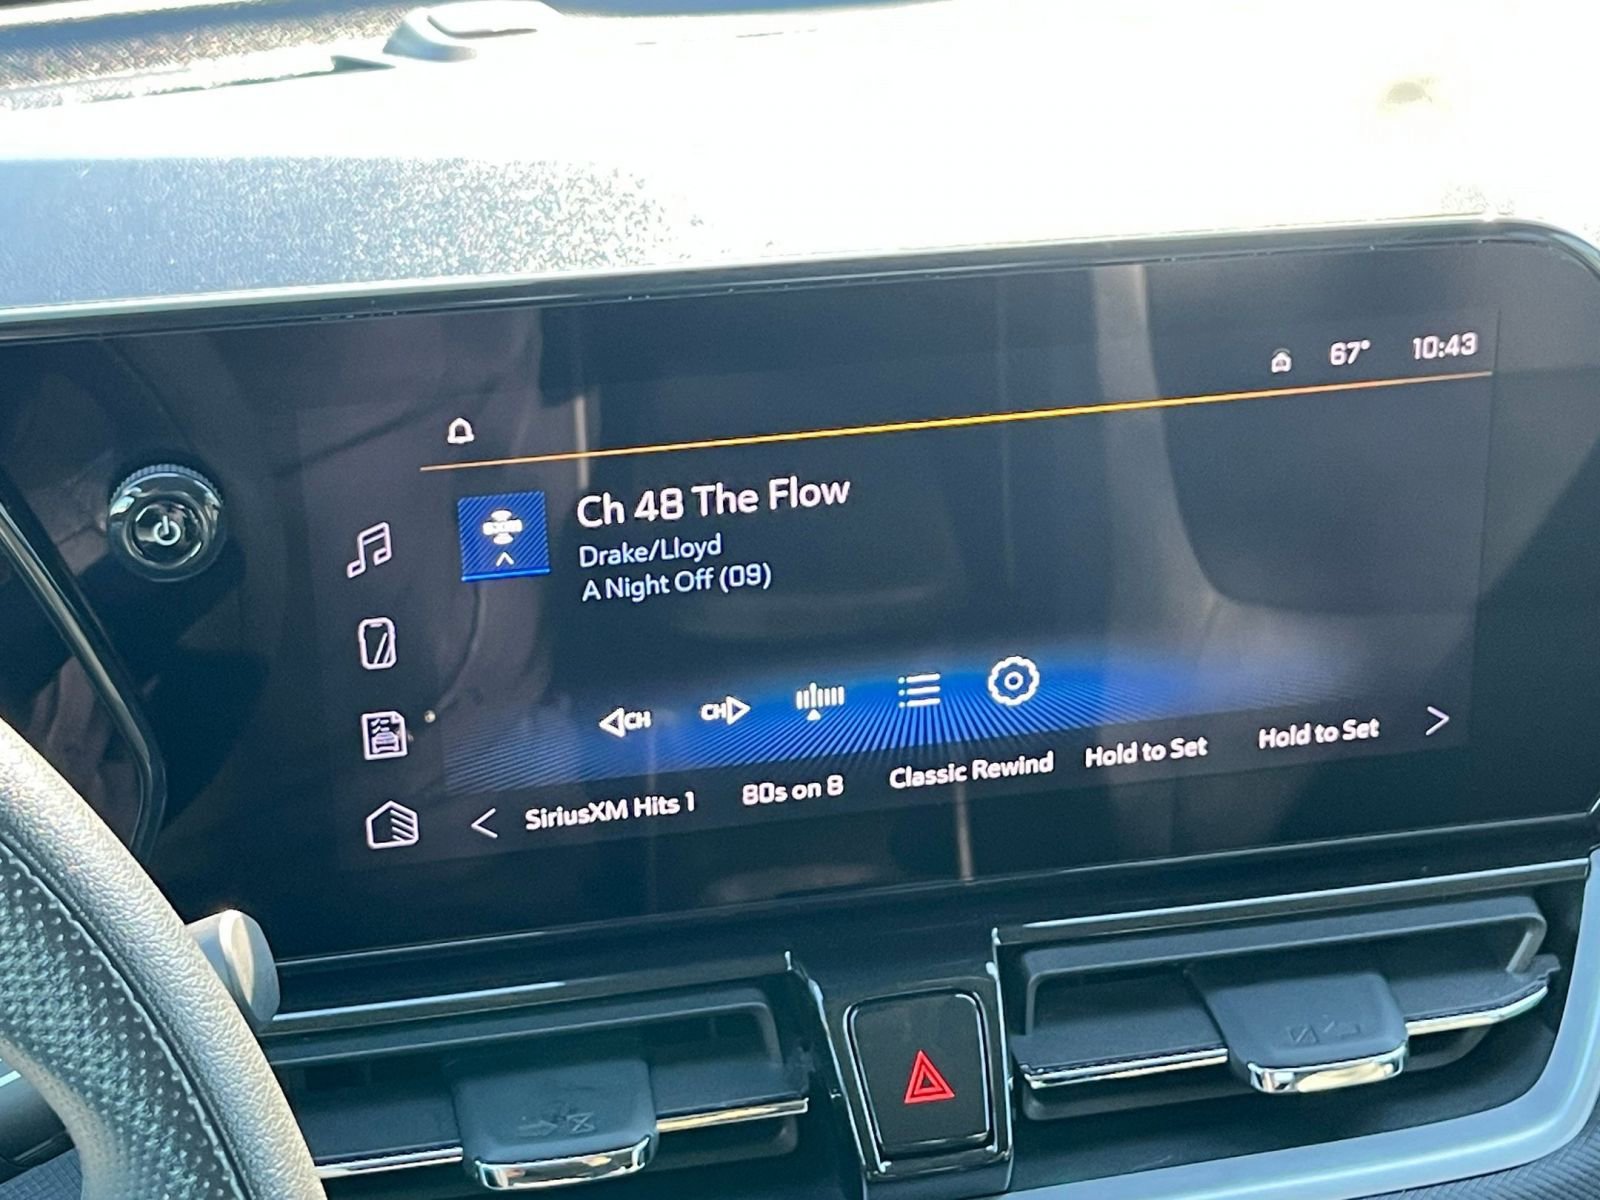 67° 10:43
Ch 48 The Flow
Drake/Lloyd
A Night Off (09)
CH CH
SiriusXM Hits 1 80s on 8 Classic Rewind Hold to Set Hold to Set